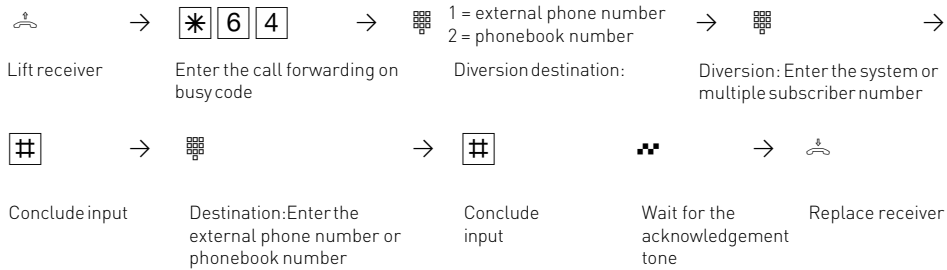 * 6 4
1 = external phone number
2 = phonebook number
Lift receiver
Enter the call forwarding on
busy code
Diversion destination:
Diversion: Enter the system or
multiple subscriber number
#
#
Conclude input
Destination: Enter the
external phone number or
phonebook number
Conclude
input
Wait for the
acknowledgement
tone
Replace receiver